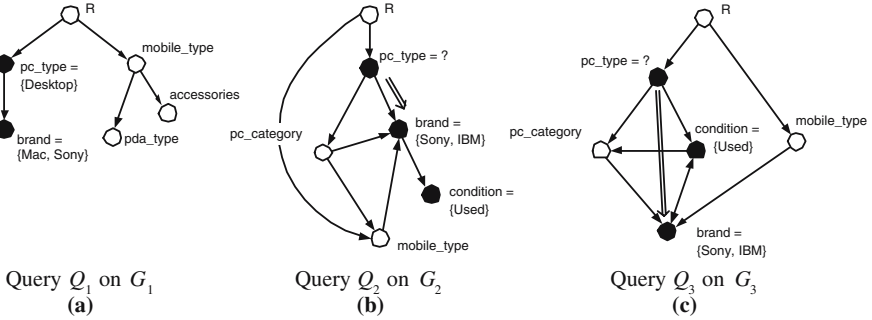 R
pc_type =
{Desktop}
mobile_type
accessories
brand =
{Mac, Sony}
pda_type
Query Q1 on G1
(a)
R
pc_type = ?
pc_category
brand =
{Sony, IBM}
condition =
{Used}
mobile_type
Query Q2 on G2
(b)
R
pc_type = ?
pc_category
condition =
{Used}
mobile_type
brand =
{Sony, IBM}
Query Q3 on G3
(c)